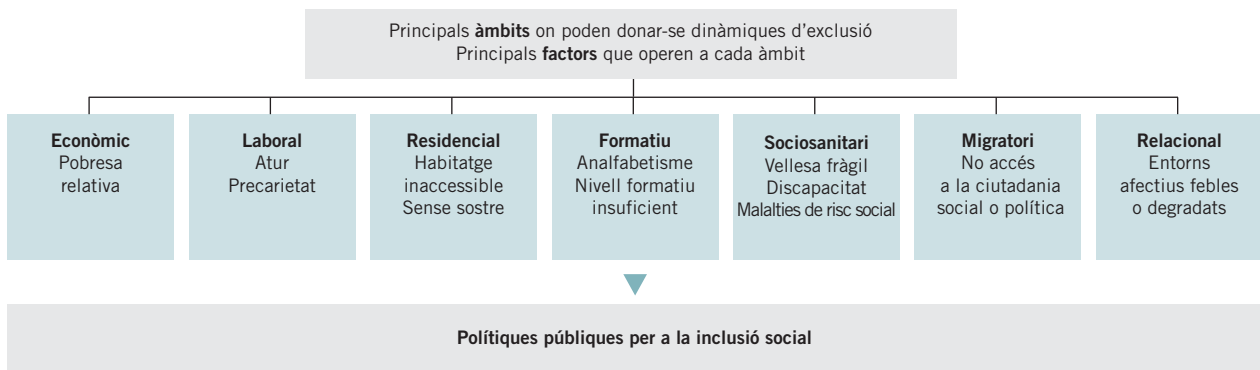 Principals àmbits on poden donar-se dinàmiques d'exclusió
Principals factors que operen a cada àmbit
Econòmic
Pobresa
relativa
Laboral
Atur
Precarietat
Residencial
Habitatge
inaccessible
Sense sostre
Formatiu
Analfabetisme
Nivell formatiu
insuficient
Sociosanitari
Vellesa fràgil
Discapacitat
Malalties de risc social
Migratori
No accés
a la ciutadania
social o política
Relacional
Entorns
afectius febles
o degradats
Polítiques públiques per a la inclusió social